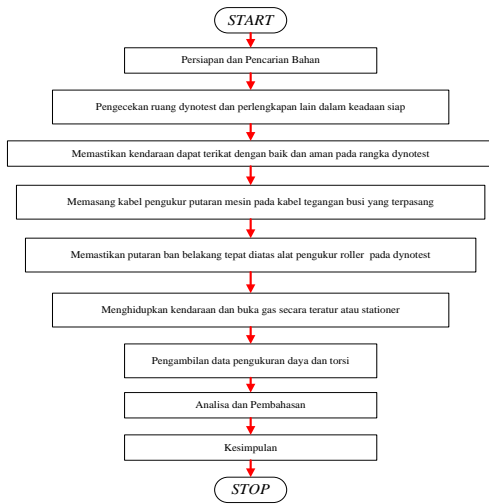 START
Persiapan dan Pencarian Bahan
Pengecekan ruang dynotest dan perlengkapan lain dalam keadaan siap
Memastikan kendaraan dapat terikat dengan baik dan aman pada rangka dynotest
Memasang kabel pengukur putaran mesin pada kabel tegangan busi yang terpasang
Memastikan putaran ban belakang tepat diatas alat pengukur roller pada dynotest
Menghidupkan kendaraan dan buka gas secara teratur atau stationer
Pengambilan data pengukuran daya dan torsi
Analisa dan Pembahasan
Kesimpulan
STOP